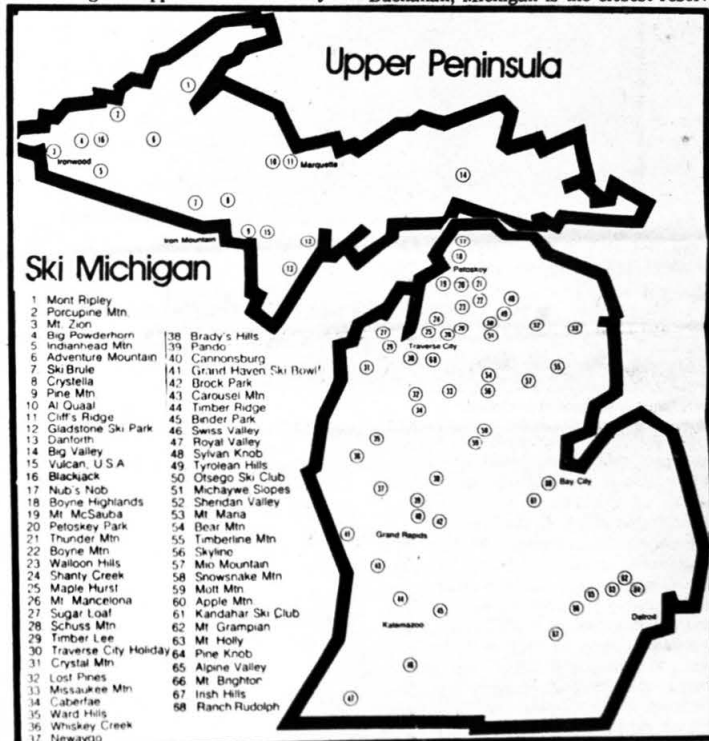 Buchanan, Michigan is the closest
Upper Peninsula
Ironwood
Marquette
Iron Mountain
Ski Michigan
1 Mont Ripley
2 Porcupine Mtn.
3 Mt. Zion
4 Big Powderhorn
5 Indianhead Mtn
6 Adventure Mountain
7 Ski Brule
8 Crystella
9 Pine Mtn
10 Al Quaal
11 Cliff's Ridge
12 Gladstone Ski Park
13 Danforth
14 Big Valley
15 Vulcan, U.S.A
16 Blackjack
17 Nub's Nob
18 Boyne Highlands
19 Mt McSauba
20 Petoskey Park
21 Thunder Mtn
22 Boyne Mtn
23 Walloon Hills
24 Shanty Creek
25 Maple Hurst
26 Mt Mancelona
27 Sugar Loaf
28 Schuss Mtn
29 Timber Lee
30 Traverse City Holiday
31 Crystal Mtn
32 Lost Pines
33 Missaukee Mtn
34 Caberfae
35 Ward Hills
36 Whiskey Creek
37 Newaygo
38 Brady's Hills
39 Pando
40 Cannonsburg
41 Grand Haven Ski Bowl
42 Brock Park
43 Carousel Mtn
44 Timber Ridge
45 Binder Park
46 Swiss Valley
47 Royal Valley
48 Sylvan Knob
49 Tyrolean Hills
50 Otsego Ski Club
51 Michaywe Slopes
52 Sheridan Valley
53 Mt Maria
54 Bear Mtn
55 Timberline Mtn
56 Skyline
57 Mio Mountain
58 Snowsnake Mtn
59 Mott Mtn
60 Apple Mtn
61 Kandahar Ski Club
62 Mt Grampian
63 Mt Holly
64 Pine Knob
65 Alpine Valley
66 Mt Brighton
67 Irish Hills
68 Ranch Rudolph
Petoskey
Traverse City
Bay City
Grand Rapids
Kalamazoo
Detroit